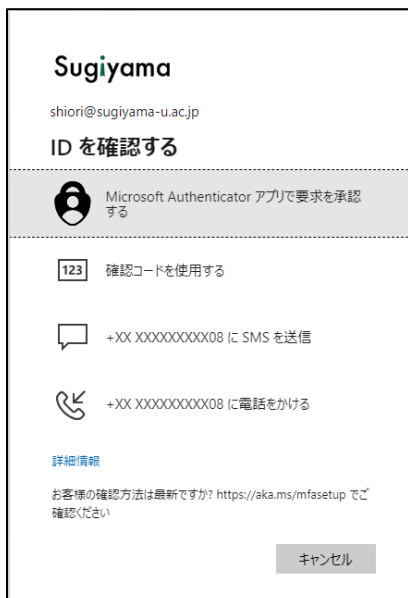 Sugiyama
shiori@sugiyama-u.ac.jp
ID を確認する
Microsoft Authenticator アプリで要求を承認
する
123
確認コードを使用する
+XX XXXXXXXXX08 に SMS を送信
+XX XXXXXXXXX08 に電話をかける
詳細情報
お客様の確認方法は最新ですか? https://aka.ms/mfasetup でご
確認ください
キャンセル